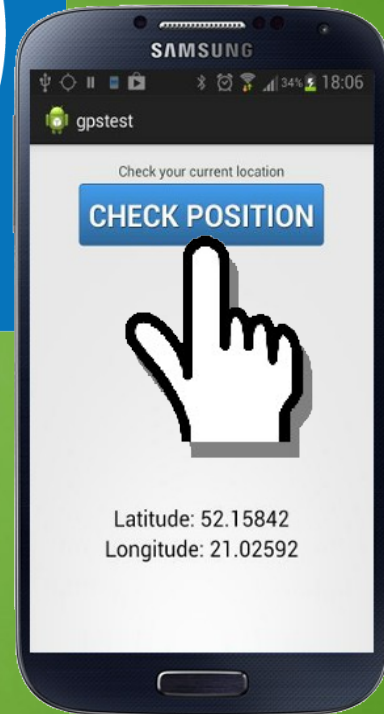 SAMSUNG
34% 18:06
gpstest
Check your current location
CHECK POSITION
Latitude: 52.15842
Longitude: 21.02592